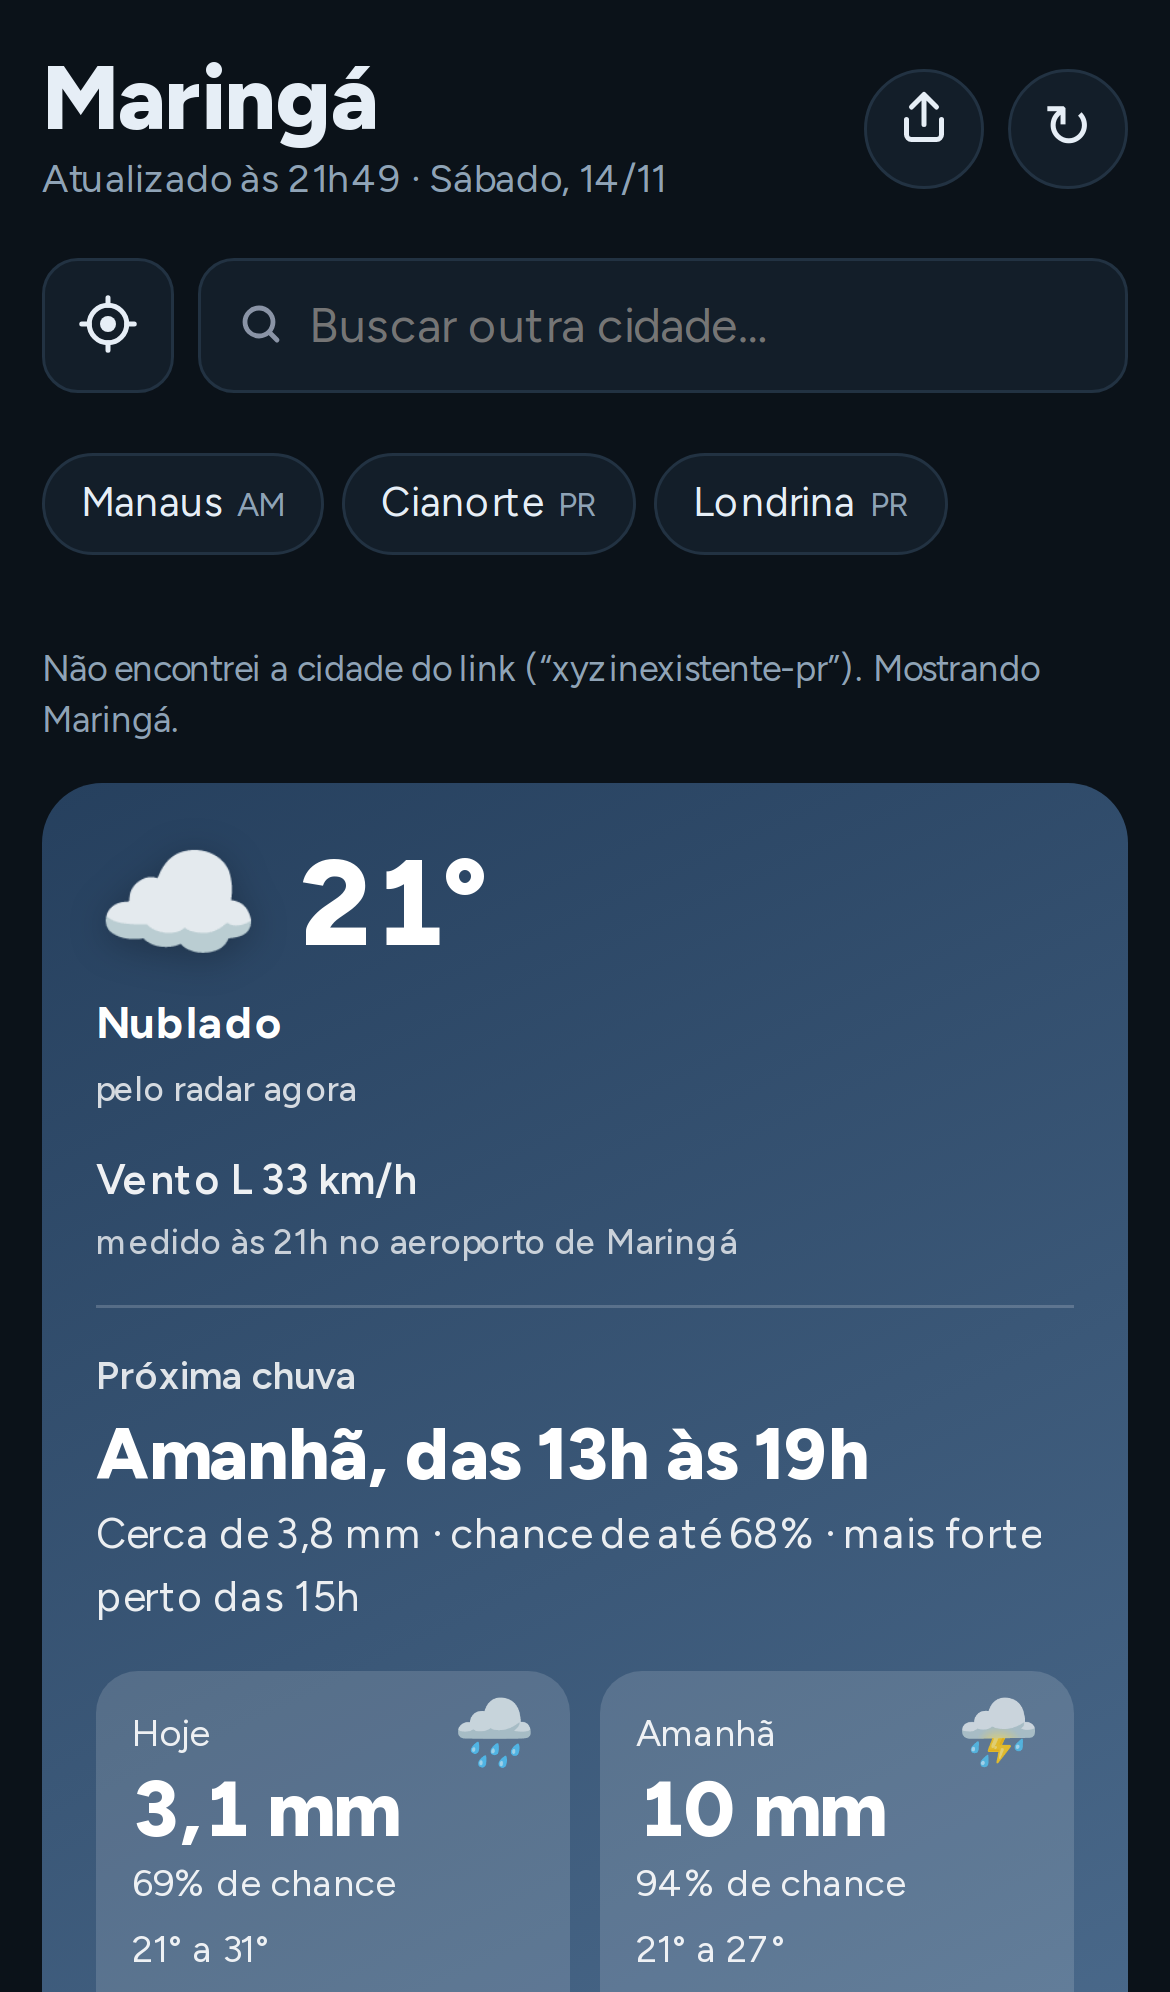 Maringá
Atualizado às 21h49 · Sábado, 14/11
Buscar outra cidade...
Manaus AM
Cianorte PR
Londrina PR
Não encontrei a cidade do link (“xyzinexistente-pr”). Mostrando
Maringá.
21°
Nublado
pelo radar agora
Vento L 33 km/h
medido às 21h no aeroporto de Maringá
Próxima chuva
Amanhã, das 13h às 19h
Cerca de 3,8 mm · chance de até 68% · mais forte
perto das 15h
Hoje
3,1 mm
69% de chance
21° a 31°
Amanhã
10 mm
94% de chance
21° a 27°